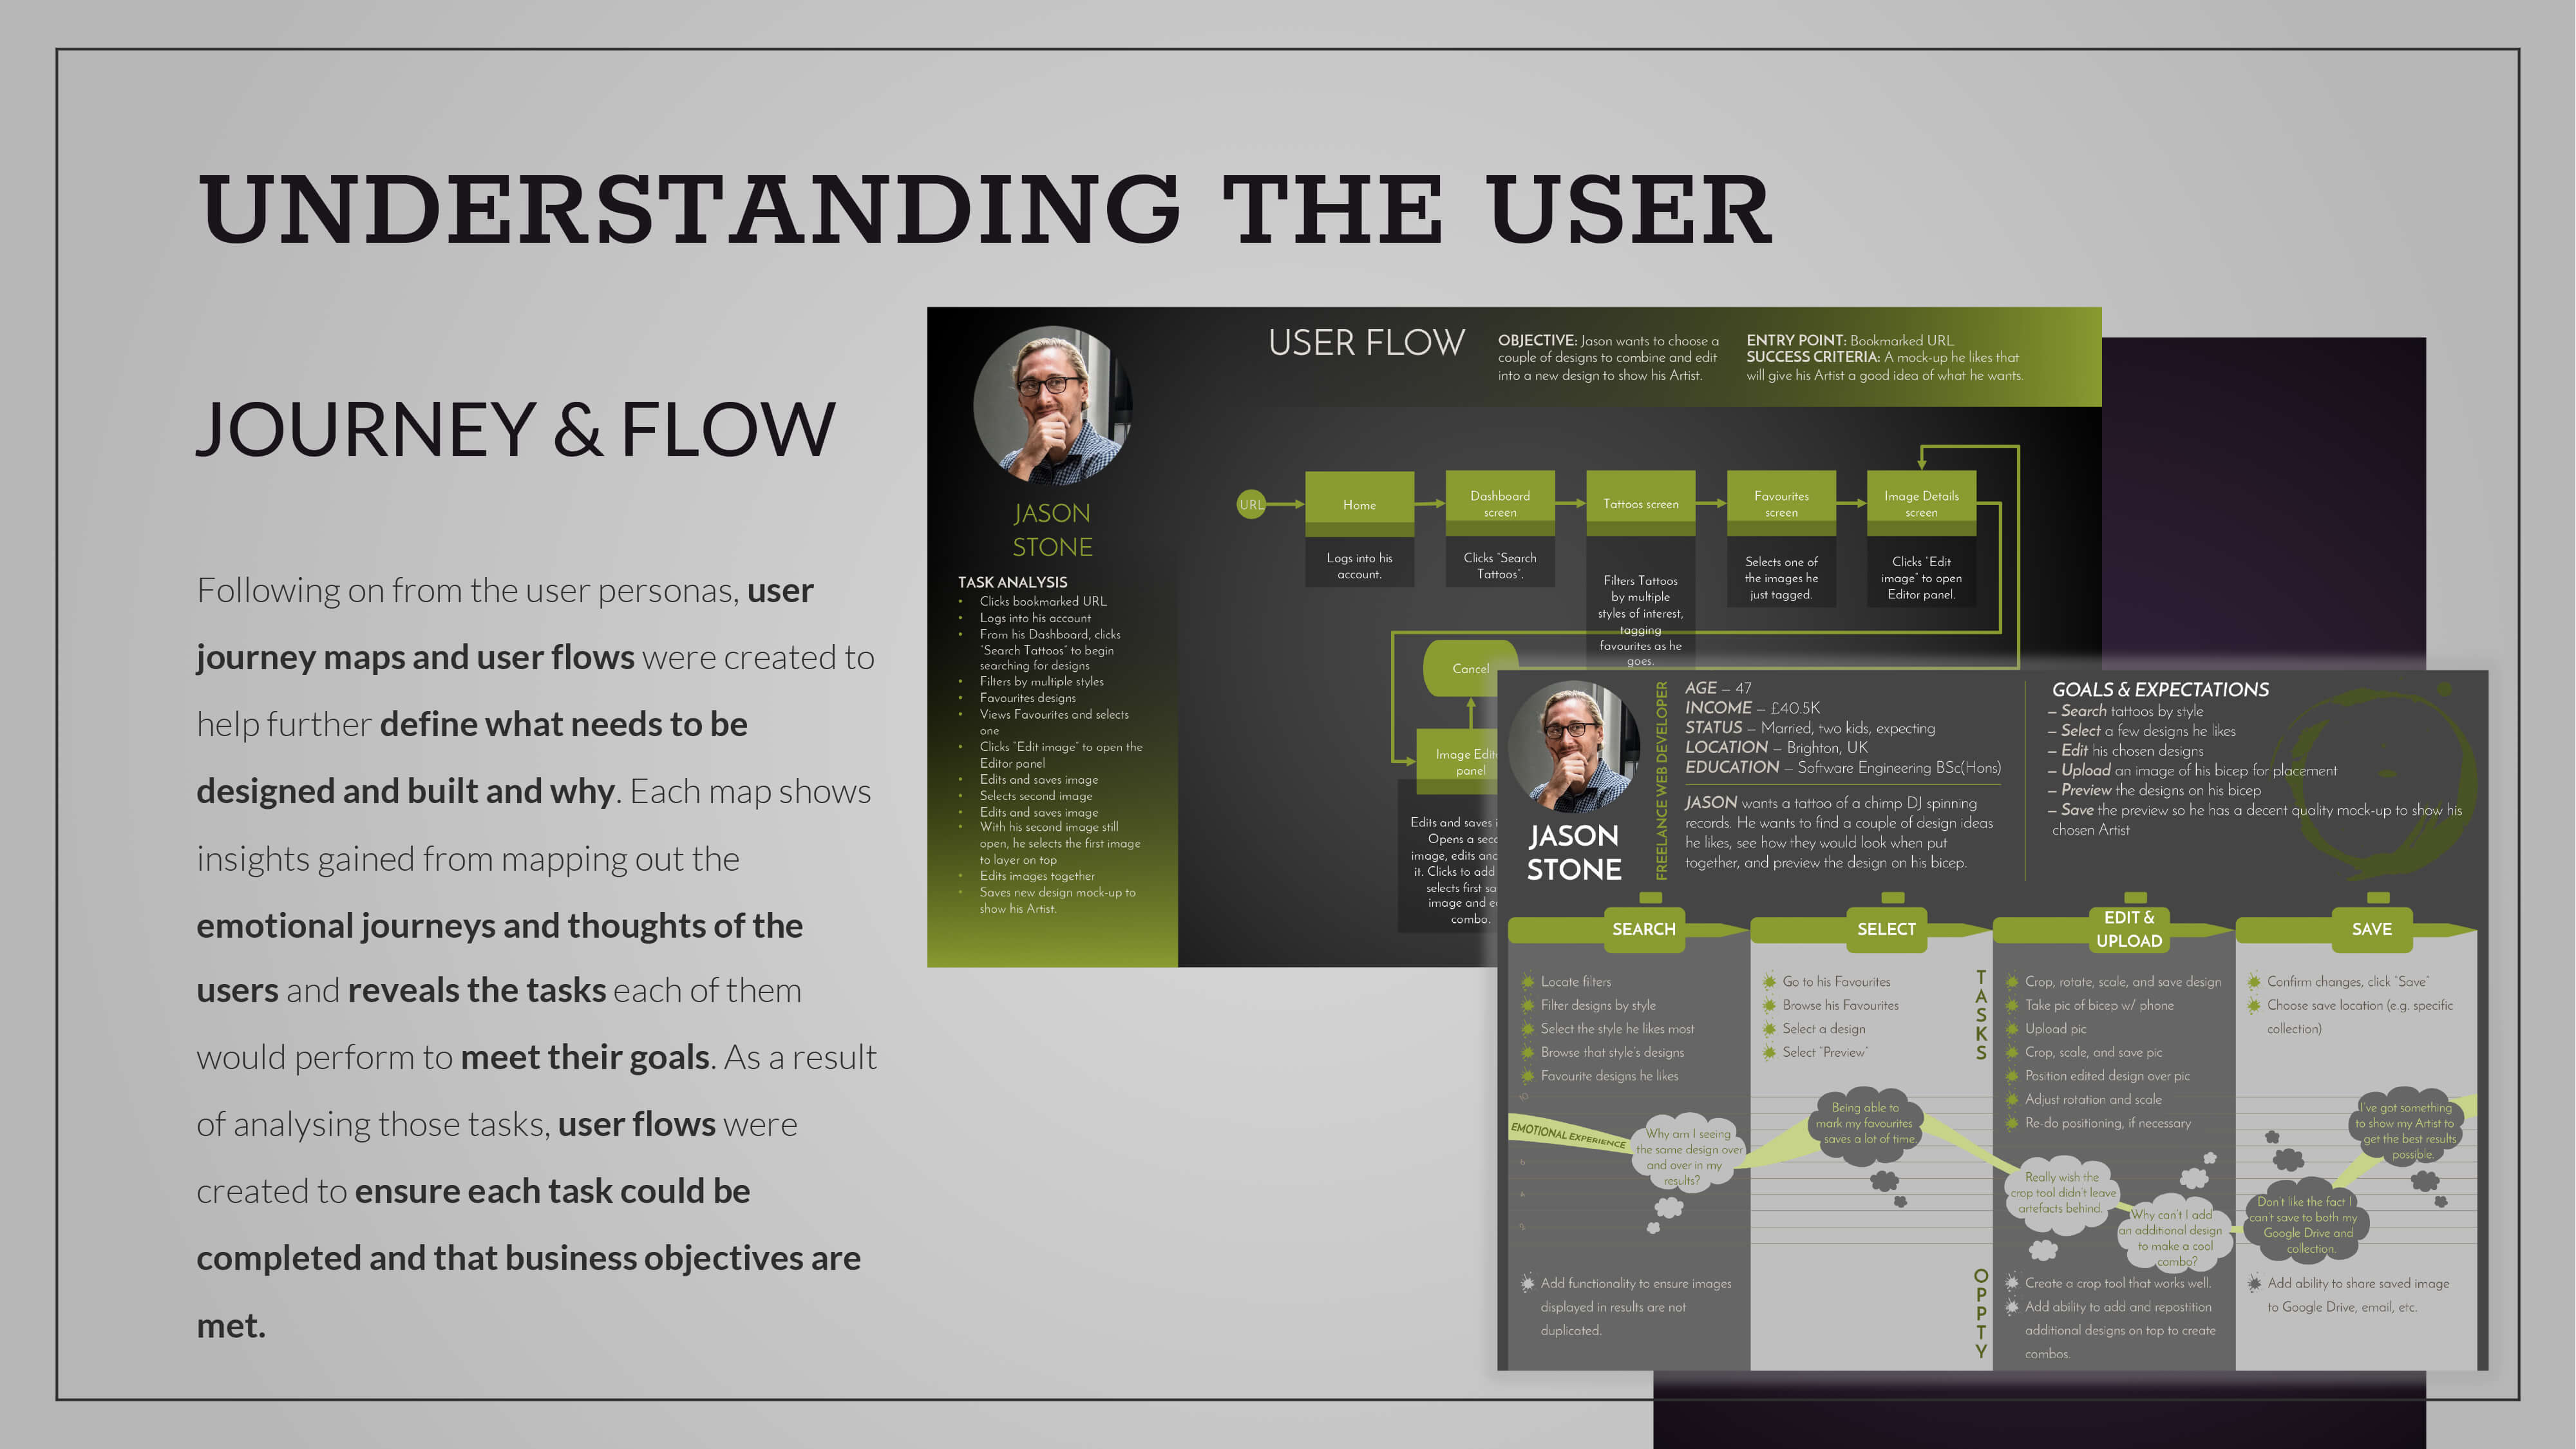 UNDERSTANDING THE USER
JOURNEY & FLOW
Following on from the user personas, user
journey maps and user flows were created to
help further define what needs to be
designed and built and why. Each map shows
insights gained from mapping out the
emotional journeys and thoughts of the
users and reveals the tasks each of them
would perform to meet their goals. As a result
of analysing those tasks, user flows were
created to ensure each task could be
completed and that business objectives are
met.
JASON
STONE
TASK ANALYSIS
• Clicks bookmarked URL
• Logs into his account
• From his Dashboard, clicks
"Search Tattoos" to begin
searching for designs
• Filters by multiple styles
• Favourites designs
• Views Favourites and selects
one
• Clicks "Edit image" to open the
Editor panel
• Edits and saves image
• Selects second image
• Edits and saves image
• With his second image still
open, he selects the first image
to layer on top
• Edits images together
• Saves new design mock-up to
show his Artist.
USER FLOW
OBJECTIVE: Jason wants to choose a
couple of designs to combine and edit
into a new design to show his Artist.
ENTRY POINT: Bookmarked URL
SUCCESS CRITERIA: A mock-up he likes that
will give his Artist a good idea of what he wants.
URL
Home
Logs into his
account.
Dashboard
screen
Clicks "Search
Tattoos".
Tattoos screen
Filters Tattoos
by multiple
styles of interest,
tagging
favourites as he
goes.
Favourites
screen
Selects one of
the images he
just tagged.
Image Details
screen
Clicks "Edit
image" to open
Editor panel.
Cancel
Image Edit
panel
Edits and saves
Opens a
image, edits
it. Clicks to add
selects first
image and
combo.
JASON
STONE
FREELANCE WEB DEVELOPER
AGE – 47
INCOME – £40.5K
STATUS – Married, two kids, expecting
LOCATION – Brighton, UK
EDUCATION – Software Engineering BSc(Hons)
JASON wants a tattoo of a chimp DJ spinning
records. He wants to find a couple of design ideas
he likes, see how they would look when put
together, and preview the design on his bicep.
GOALS & EXPECTATIONS
– Search tattoos by style
– Select a few designs he likes
– Edit his chosen designs
– Upload an image of his bicep for placement
– Preview the designs on his bicep
– Save the preview so he has a decent quality mock-up to show his
chosen Artist
SEARCH
Locate filters
Filter designs by style
Select the style he likes most
Browse that style's designs
Favourite designs he likes
EMOTIONAL EXPERIENCE
Why am I seeing
the same design over
and over in my
results?
Add functionality to ensure images
displayed in results are not
duplicated.
SELECT
Go to his Favourites
Browse his Favourites
Select a design
Select "Preview"
Being able to
mark my favourites
saves a lot of time.
TASKS
OPPTY
EDIT &
UPLOAD
Crop, rotate, scale, and save design
Take pic of bicep w/ phone
Upload pic
Crop, scale, and save pic
Position edited design over pic
Adjust rotation and scale
Re-do positioning, if necessary
Really wish the
crop tool didn't leave
artefacts behind.
Why can't I add
an additional design
to make a cool
combo?
Create a crop tool that works well.
Add ability to add and repostition
additional designs on top to create
combos.
SAVE
Confirm changes, click "Save"
Choose save location (e.g. specific
collection)
I've got something
to show my Artist to
get the best results
possible.
Don't like the fact I
can't save to both my
Google Drive and
collection.
Add ability to share saved image
to Google Drive, email, etc.